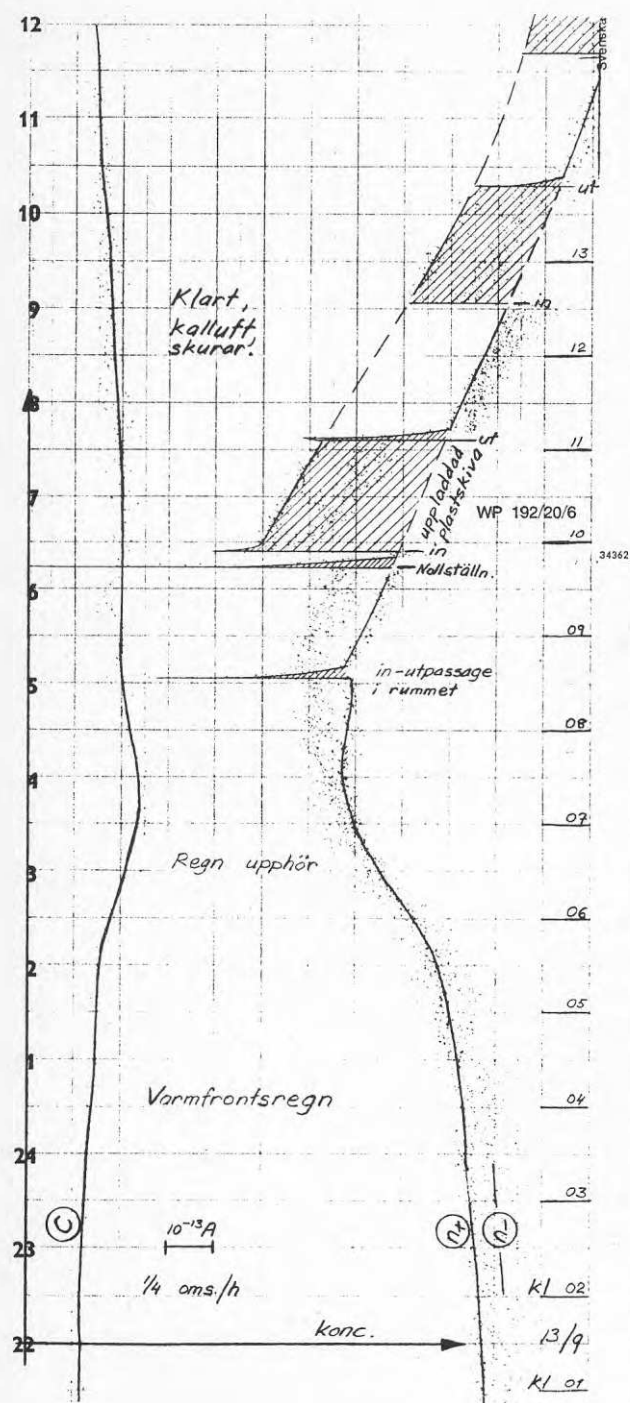 12
Svenska
11
ut
10
13
Klart,
kalluft
skurar!
9
in
12
8
ut
11
uppladdad
plastskiva
7
WP 192/20/6
10
in
34362
Nollställn.
6
09
in-utpassage
i rummet
5
08
4
07
Regn upphör
3
06
2
05
1
Varmfrontsregn
04
24
03
C
n+
n-
10⁻¹³A
23
1/4 oms./h
kl 02
konc.
13/9
22
kl 01